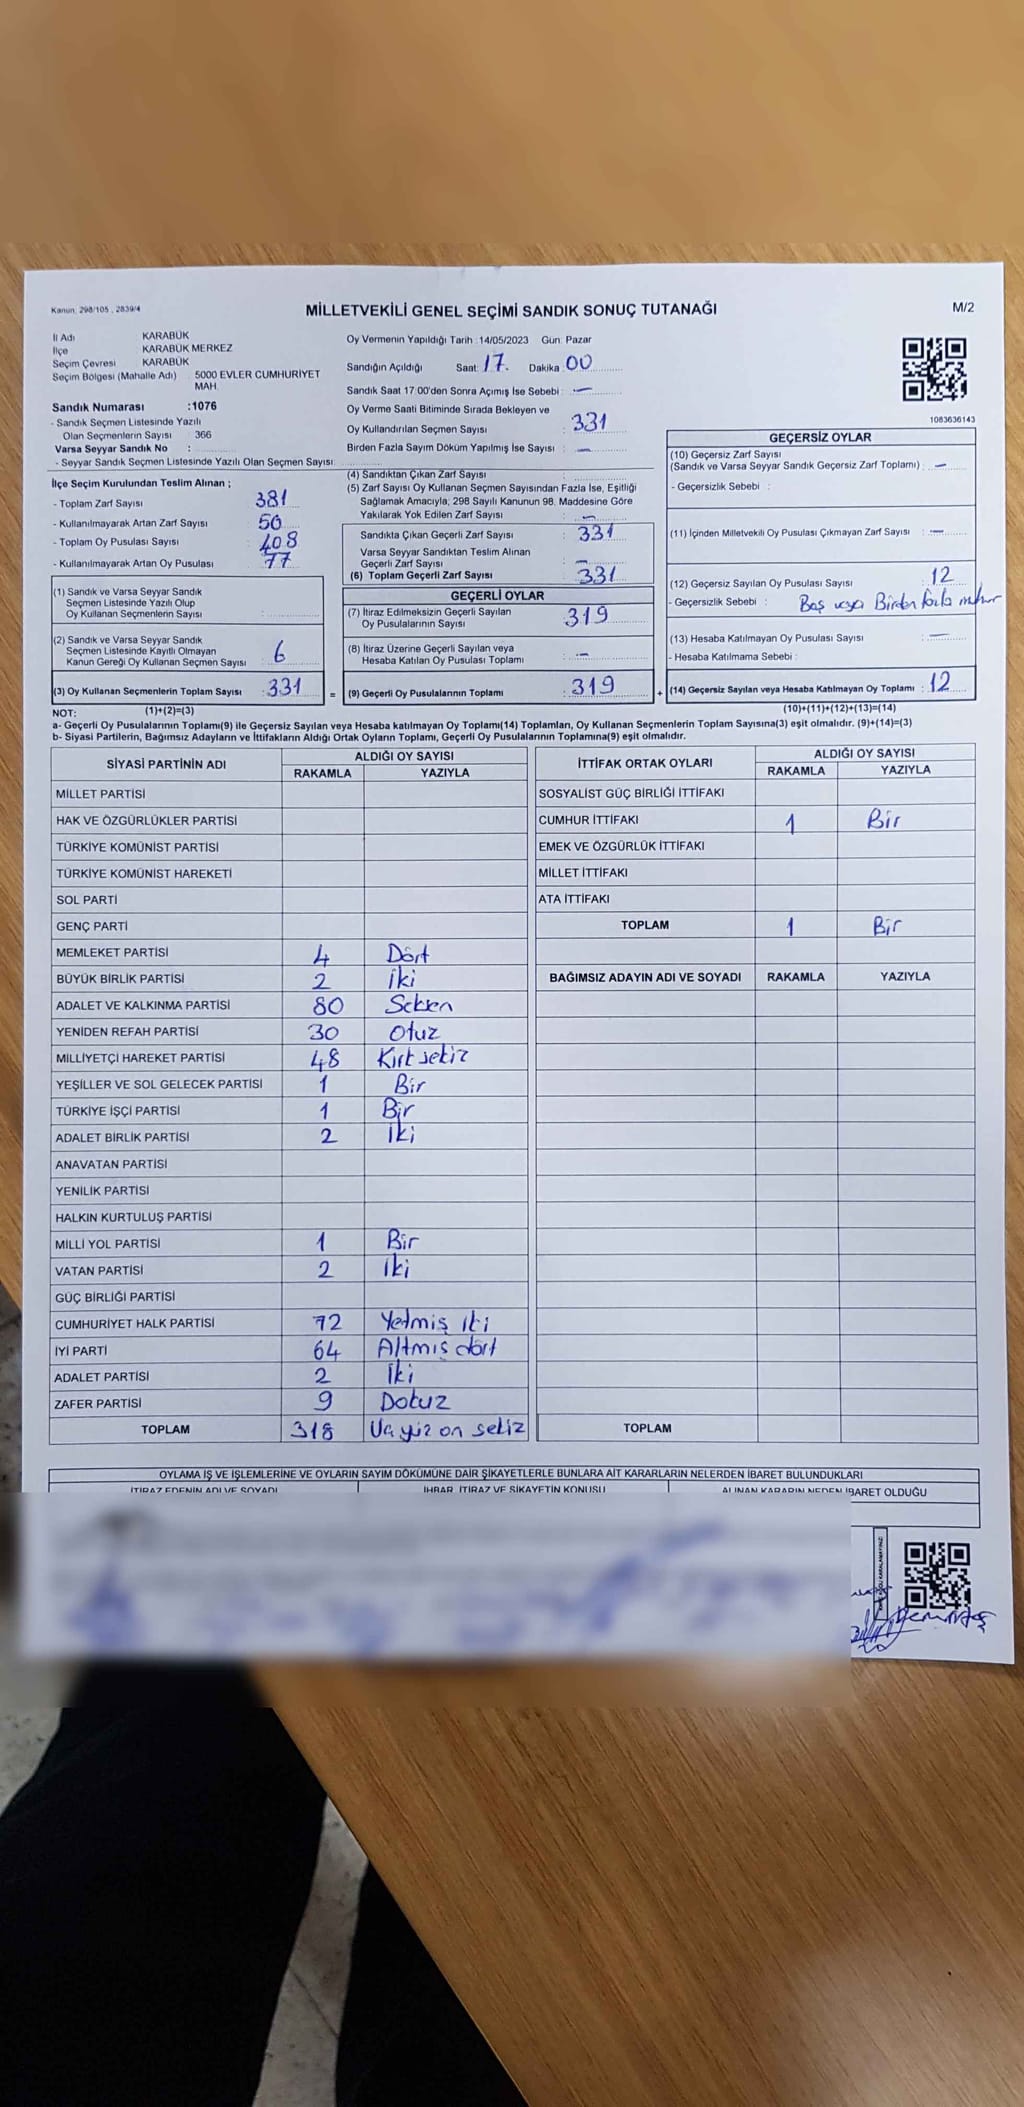 Kanun: 298/105 , 2839/4
MİLLETVEKİLİ GENEL SEÇİMİ SANDIK SONUÇ TUTANAĞI
M/2
İl Adı KARABÜK
İlçe KARABÜK MERKEZ
Seçim Çevresi KARABÜK
Seçim Bölgesi (Mahalle Adı) 5000 EVLER CUMHURİYET
MAH.
Sandık Numarası :1076
- Sandık Seçmen Listesinde Yazılı
Olan Seçmenlerin Sayısı : 366
Varsa Seyyar Sandık No :
- Seyyar Sandık Seçmen Listesinde Yazılı Olan Seçmen Sayısı
Oy Vermenin Yapıldığı Tarih :14/05/2023 Gün: Pazar
Sandığın Açıldığı Saat: 17. Dakika 00
Sandık Saat 17:00'den Sonra Açımış İse Sebebi : —
Oy Verme Saati Bitiminde Sırada Bekleyen ve
Oy Kullandırılan Seçmen Sayısı : 331
Birden Fazla Sayım Döküm Yapılmış İse Sayısı : —
1083636143
İlçe Seçim Kurulundan Teslim Alınan ;
- Toplam Zarf Sayısı 381
- Kullanılmayarak Artan Zarf Sayısı 50
- Toplam Oy Pusulası Sayısı 408
- Kullanılmayarak Artan Oy Pusulası 77
(1) Sandık ve Varsa Seyyar Sandık
Seçmen Listesinde Yazılı Olup
Oy Kullanan Seçmenlerin Sayısı :
(2) Sandık ve Varsa Seyyar Sandık
Seçmen Listesinde Kayıtlı Olmayan
Kanun Gereği Oy Kullanan Seçmen Sayısı : 6
(3) Oy Kullanan Seçmenlerin Toplam Sayısı : 331
(1)+(2)=(3)
(4) Sandıktan Çıkan Zarf Sayısı :
(5) Zarf Sayısı Oy Kullanan Seçmen Sayısından Fazla İse, Eşitliği
Sağlamak Amacıyla; 298 Sayılı Kanunun 98. Maddesine Göre
Yakılarak Yok Edilen Zarf Sayısı : —
Sandıkta Çıkan Geçerli Zarf Sayısı : 331
Varsa Seyyar Sandıktan Teslim Alınan
Geçerli Zarf Sayısı : —
(6) Toplam Geçerli Zarf Sayısı : 331
GEÇERLİ OYLAR
(7) İtiraz Edilmeksizin Geçerli Sayılan
Oy Pusulalarının Sayısı : 319
(8) İtiraz Üzerine Geçerli Sayılan veya
Hesaba Katılan Oy Pusulası Toplamı : —
= (9) Geçerli Oy Pusulalarının Toplamı : 319
GEÇERSİZ OYLAR
(10) Geçersiz Zarf Sayısı
(Sandık ve Varsa Seyyar Sandık Geçersiz Zarf Toplamı) : —
- Geçersizlik Sebebi :
(11) İçinden Milletvekili Oy Pusulası Çıkmayan Zarf Sayısı : —
(12) Geçersiz Sayılan Oy Pusulası Sayısı : 12
- Geçersizlik Sebebi : Boş veya Birden fazla mühür
(13) Hesaba Katılmayan Oy Pusulası Sayısı : —
- Hesaba Katılmama Sebebi :
+ (14) Geçersiz Sayılan veya Hesaba Katılmayan Oy Toplamı : 12
(10)+(11)+(12)+(13)=(14)
NOT:
a- Geçerli Oy Pusulalarının Toplamı(9) ile Geçersiz Sayılan veya Hesaba katılmayan Oy Toplamı(14) Toplamları, Oy Kullanan Seçmenlerin Toplam Sayısına(3) eşit olmalıdır. (9)+(14)=(3)
b- Siyasi Partilerin, Bağımsız Adayların ve İttifakların Aldığı Ortak Oyların Toplamı, Geçerli Oy Pusulalarının Toplamına(9) eşit olmalıdır.
SİYASİ PARTİNİN ADI ALDIĞI OY SAYISI
RAKAMLA YAZIYLA
MİLLET PARTİSİ
HAK VE ÖZGÜRLÜKLER PARTİSİ
TÜRKİYE KOMÜNİST PARTİSİ
TÜRKİYE KOMÜNİST HAREKETİ
SOL PARTİ
GENÇ PARTİ
MEMLEKET PARTİSİ 4 Dört
BÜYÜK BİRLİK PARTİSİ 2 İki
ADALET VE KALKINMA PARTİSİ 80 Seksen
YENİDEN REFAH PARTİSİ 30 Otuz
MİLLİYETÇİ HAREKET PARTİSİ 48 Kırk sekiz
YEŞİLLER VE SOL GELECEK PARTİSİ 1 Bir
TÜRKİYE İŞÇİ PARTİSİ 1 Bir
ADALET BİRLİK PARTİSİ 2 İki
ANAVATAN PARTİSİ
YENİLİK PARTİSİ
HALKIN KURTULUŞ PARTİSİ
MİLLİ YOL PARTİSİ 1 Bir
VATAN PARTİSİ 2 İki
GÜÇ BİRLİĞİ PARTİSİ
CUMHURİYET HALK PARTİSİ 72 Yetmiş iki
İYİ PARTİ 64 Altmış dört
ADALET PARTİSİ 2 İki
ZAFER PARTİSİ 9 Dokuz
TOPLAM 318 Üçyüz on sekiz
İTTİFAK ORTAK OYLARI ALDIĞI OY SAYISI
RAKAMLA YAZIYLA
SOSYALİST GÜÇ BİRLİĞİ İTTİFAKI
CUMHUR İTTİFAKI 1 Bir
EMEK VE ÖZGÜRLÜK İTTİFAKI
MİLLET İTTİFAKI
ATA İTTİFAKI
TOPLAM 1 Bir
BAĞIMSIZ ADAYIN ADI VE SOYADI RAKAMLA YAZIYLA
TOPLAM
OYLAMA İŞ VE İŞLEMLERİNE VE OYLARIN SAYIM DÖKÜMÜNE DAİR ŞİKAYETLERLE BUNLARA AİT KARARLARIN NELERDEN İBARET BULUNDUKLARI
İTİRAZ EDENİN ADI VE SOYADI İHBAR, İTİRAZ VE ŞİKAYETİN KONUSU ALINAN KARARIN NEDEN İBARET OLDUĞU